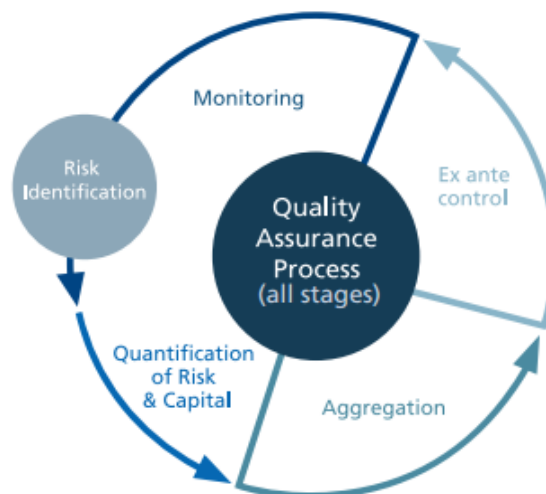 Monitoring
Risk
Identification
Ex ante
control
Quality
Assurance
Process
(all stages)
Quantification
of Risk
& Capital
Aggregation